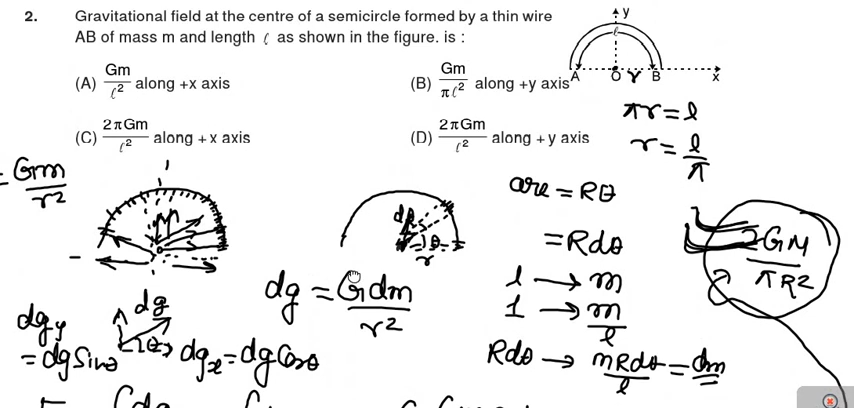 2. Gravitational field at the centre of a semicircle formed by a thin wire
AB of mass m and length ℓ as shown in the figure. is :
(A) Gm/ℓ² along +x axis (B) Gm/πℓ² along +y axis
(C) 2πGm/ℓ² along +x axis (D) 2πGm/ℓ² along +y axis
y
ℓ
A O r B x
πr = l
r = l/π
= Gm/r²
are = Rθ
= Rdθ
l → m
1 → m/l
Rdθ → mRdθ/l = dm
2GM/πR²
M
θ
r
dg = Gdm/r²
dg
θ
dgy
= dg Sinθ
dgx = dg Cosθ